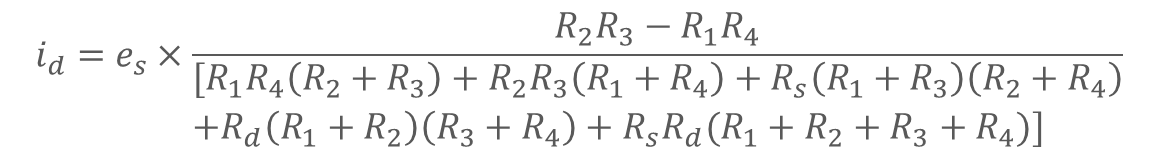 i_d = e_s × \frac{R_2R_3 − R_1R_4}{[R_1R_4(R_2 + R_3) + R_2R_3(R_1 + R_4) + R_s(R_1 + R_3)(R_2 + R_4)
+R_d(R_1 + R_2)(R_3 + R_4) + R_sR_d(R_1 + R_2 + R_3 + R_4)]}